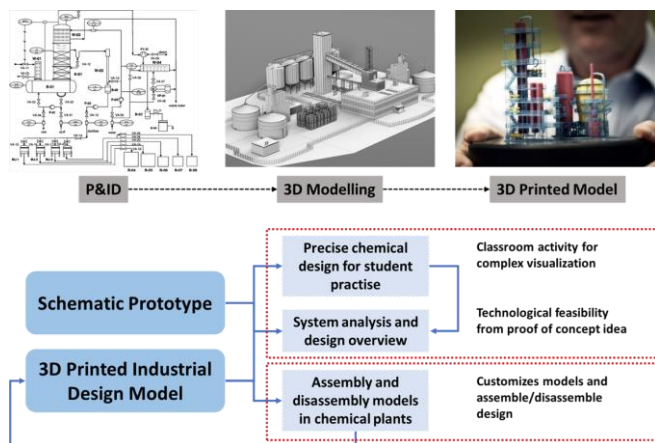 P&ID
3D Modelling
3D Printed Model
Schematic Prototype
3D Printed Industrial
Design Model
Precise chemical
design for student
practise
System analysis and
design overview
Assembly and
disassembly models
in chemical plants
Classroom activity for
complex visualization
Technological feasibility
from proof of concept idea
Customizes models and
assemble/disassemble
design